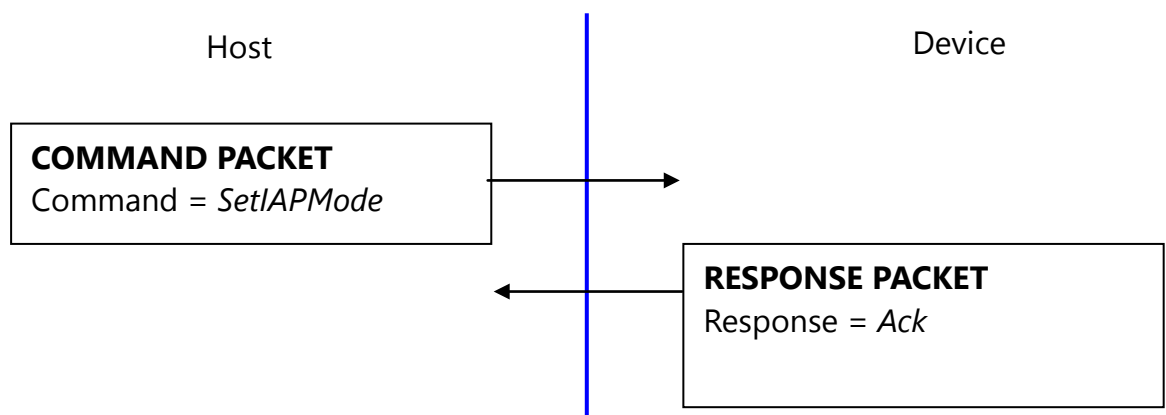 Host
Device
COMMAND PACKET
Command = SetIAPMode
RESPONSE PACKET
Response = Ack